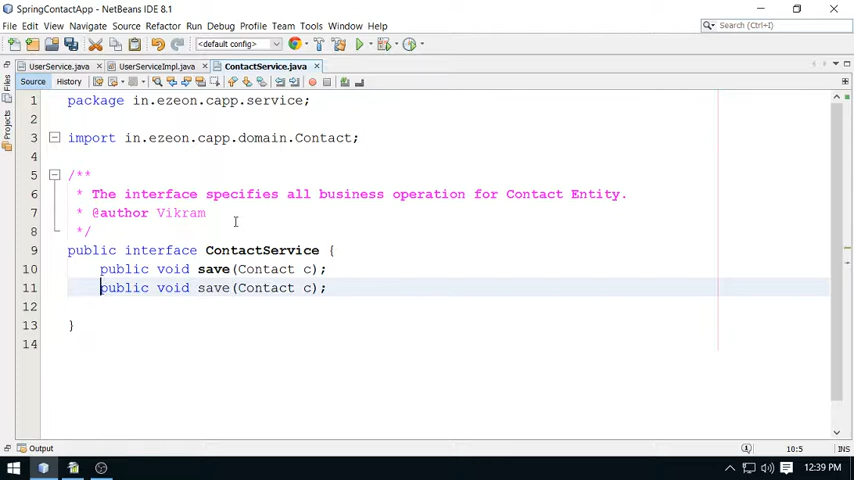 SpringContactApp - NetBeans IDE 8.1
File Edit View Navigate Source Refactor Run Debug Profile Team Tools Window Help
Search (Ctrl+I)
<default config>
UserService.java UserServiceImpl.java ContactService.java
Source History
Files
Projects
1 package in.ezeon.capp.service;
2
3 import in.ezeon.capp.domain.Contact;
4
5 /**
6 * The interface specifies all business operation for Contact Entity.
7 * @author Vikram
8 */
9 public interface ContactService {
10 public void save(Contact c);
11 public void save(Contact c);
12
13 }
14
Output
10:5 INS
12:39 PM